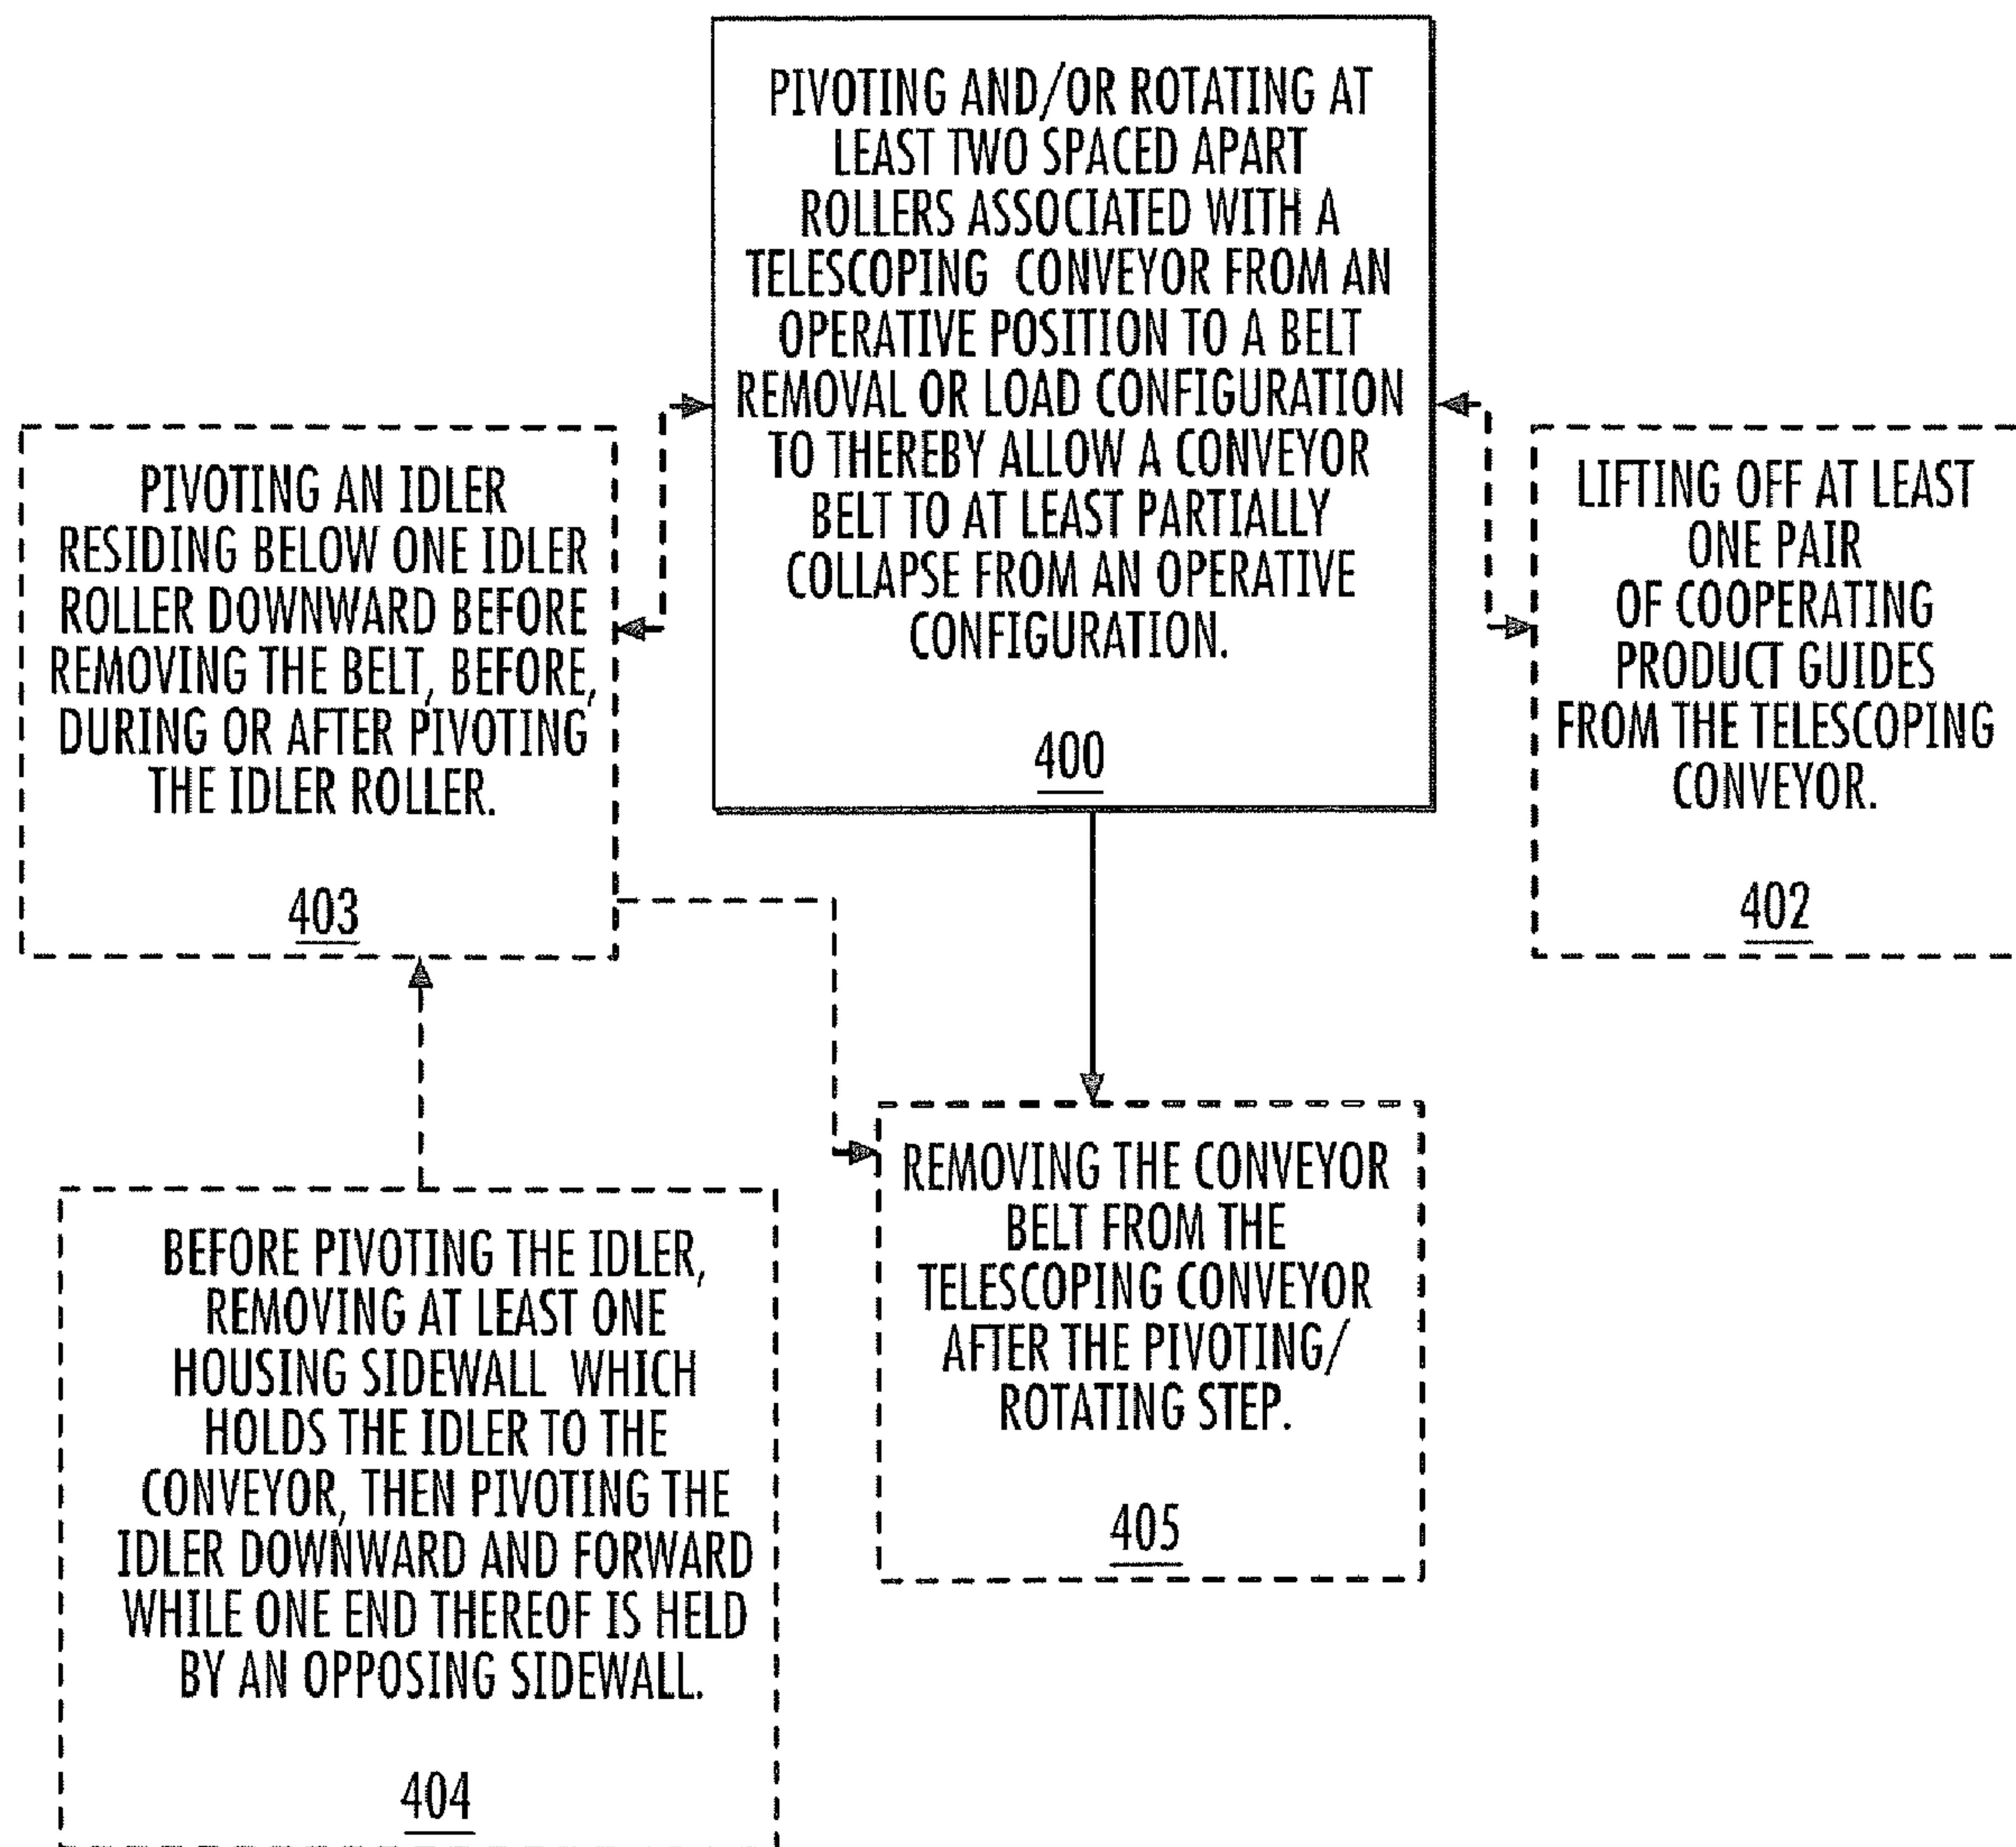 PIVOTING AND/OR ROTATING AT
LEAST TWO SPACED APART
ROLLERS ASSOCIATED WITH A
TELESCOPING CONVEYOR FROM AN
OPERATIVE POSITION TO A BELT
REMOVAL OR LOAD CONFIGURATION
TO THEREBY ALLOW A CONVEYOR
BELT TO AT LEAST PARTIALLY
COLLAPSE FROM AN OPERATIVE
CONFIGURATION.
400
PIVOTING AN IDLER
RESIDING BELOW ONE IDLER
ROLLER DOWNWARD BEFORE
REMOVING THE BELT, BEFORE,
DURING OR AFTER PIVOTING
THE IDLER ROLLER.
403
LIFTING OFF AT LEAST
ONE PAIR
OF COOPERATING
PRODUCT GUIDES
FROM THE TELESCOPING
CONVEYOR.
402
BEFORE PIVOTING THE IDLER,
REMOVING AT LEAST ONE
HOUSING SIDEWALL WHICH
HOLDS THE IDLER TO THE
CONVEYOR, THEN PIVOTING THE
IDLER DOWNWARD AND FORWARD
WHILE ONE END THEREOF IS HELD
BY AN OPPOSING SIDEWALL.
404
REMOVING THE CONVEYOR
BELT FROM THE
TELESCOPING CONVEYOR
AFTER THE PIVOTING/
ROTATING STEP.
405